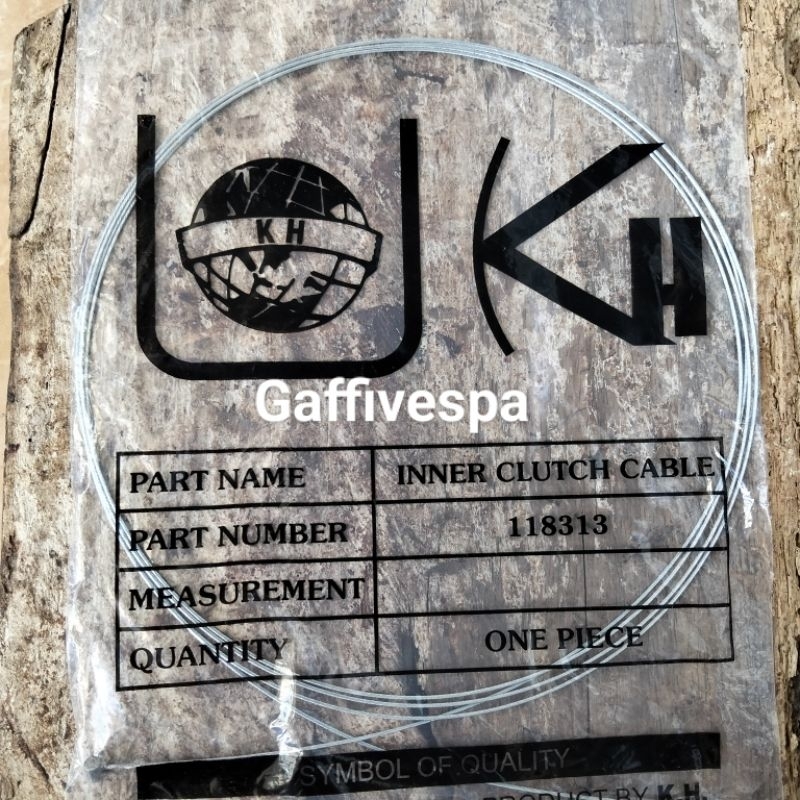 KH
KH
Gaffivespa
PART NAME INNER CLUTCH CABLE
PART NUMBER 118313
MEASUREMENT
QUANTITY ONE PIECE
SYMBOL OF QUALITY
PRODUCT BY K.H.